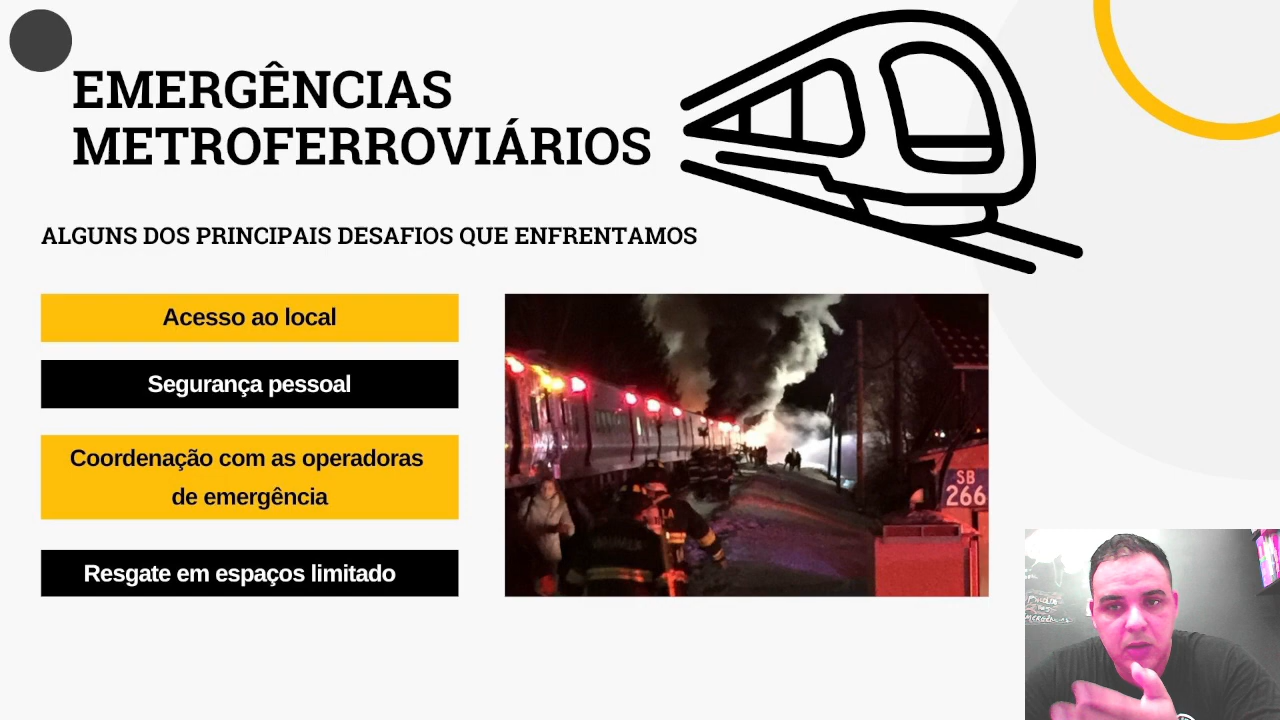 EMERGÊNCIAS
METROFERROVIÁRIOS
ALGUNS DOS PRINCIPAIS DESAFIOS QUE ENFRENTAMOS
Acesso ao local
Segurança pessoal
Coordenação com as operadoras
de emergência
Resgate em espaços limitado
SB
266